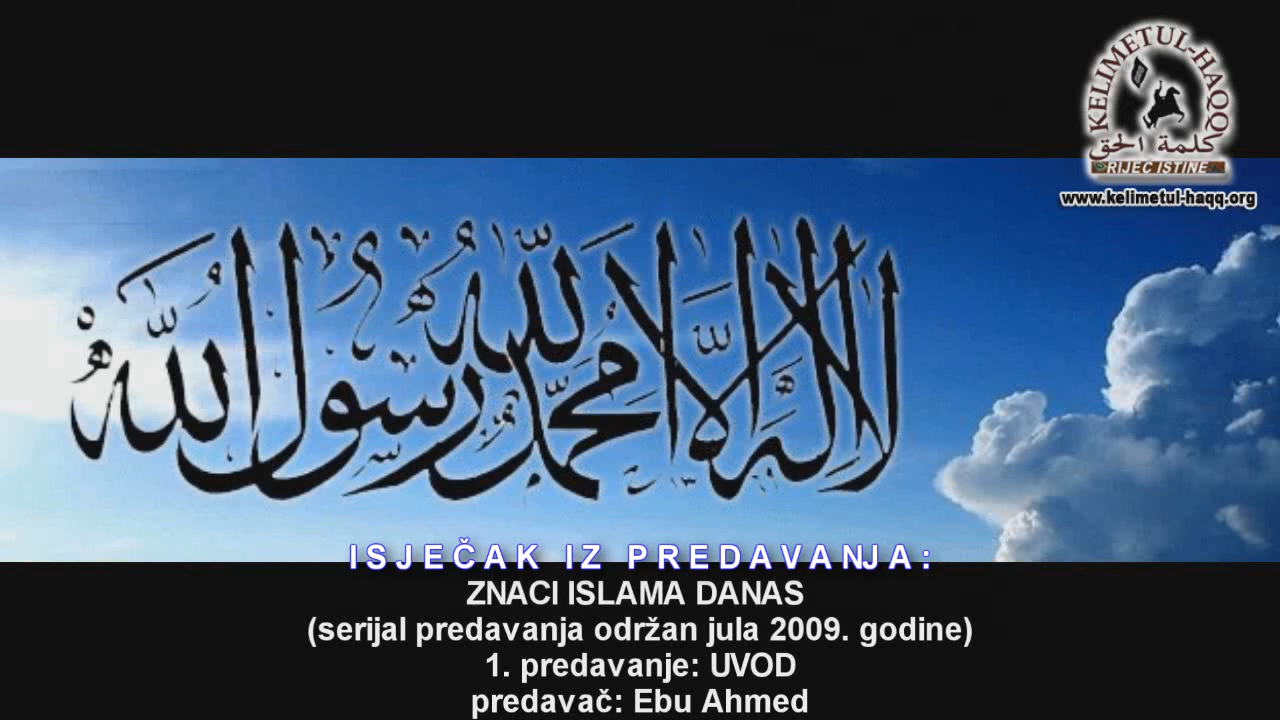 KELIMETUL-HAQQ
كلمة الحق
RIJEC ISTINE
www.kelimetul-haqq.org
لا إله إلا الله محمد رسول الله
ISJEČAK IZ PREDAVANJA:
ZNACI ISLAMA DANAS
(serijal predavanja održan jula 2009. godine)
1. predavanje: UVOD
predavač: Ebu Ahmed